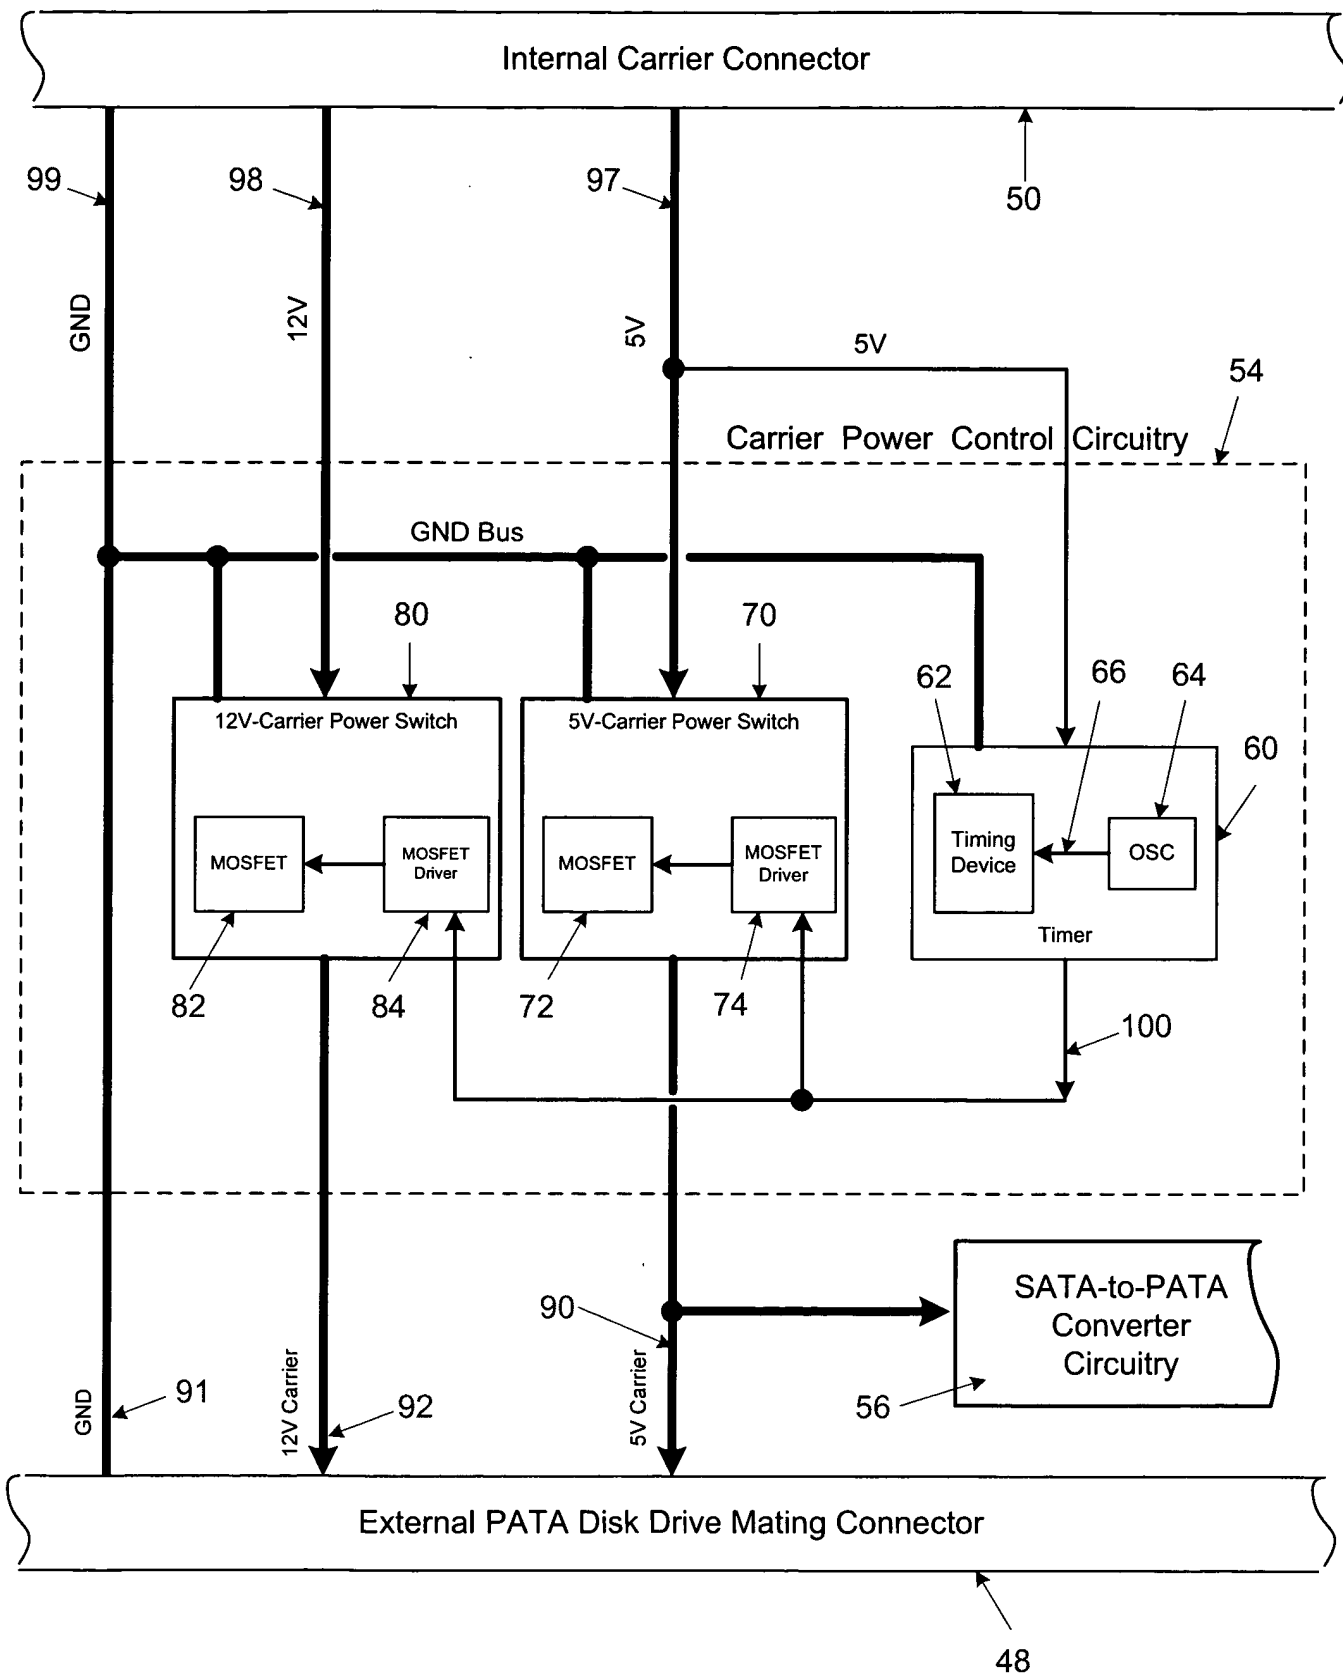 Internal Carrier Connector
99
98
97
50
GND
12V
5V
5V
54
Carrier Power Control Circuitry
GND Bus
80
70
62
66
64
60
12V-Carrier Power Switch
5V-Carrier Power Switch
MOSFET
MOSFET
Driver
MOSFET
MOSFET
Driver
Timing
Device
OSC
Timer
82
84
72
74
100
90
SATA-to-PATA
Converter
Circuitry
56
GND
91
12V Carrier
92
5V Carrier
External PATA Disk Drive Mating Connector
48